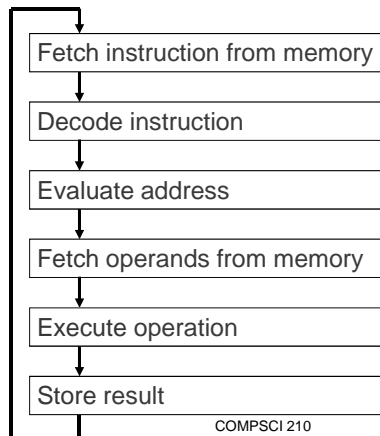 Fetch instruction from memory
Decode instruction
Evaluate address
Fetch operands from memory
Execute operation
Store result
COMPSCI 210